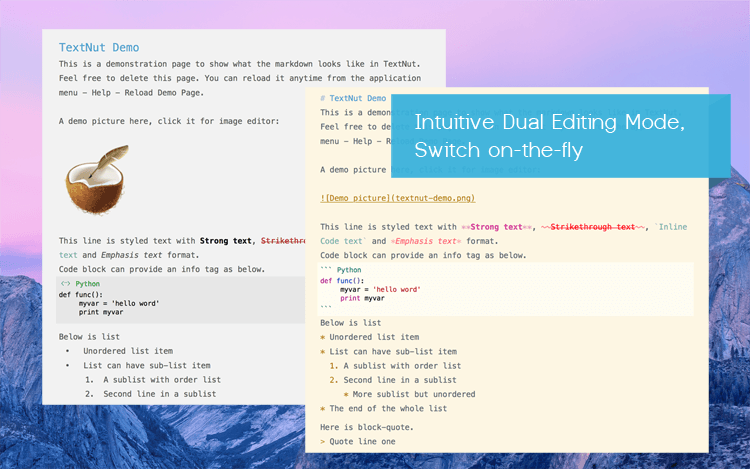 TextNut Demo
This is a demonstration page to show what the markdown looks like in TextNut.
Feel free to delete this page. You can reload it anytime from the application
menu - Help - Reload Demo Page.
A demo picture here, click it for image editor:
This line is styled text with Strong text, Strikethr
text and Emphasis text format.
Code block can provide an info tag as below.
<·> Python
def func():
myvar = 'hello word'
print myvar
Below is list
• Unordered list item
• List can have sub-list item
1. A sublist with order list
2. Second line in a sublist
# TextNut Demo
This is a demon
Feel free to de
menu - Help - R
A demo picture here, click it for image
![Demo picture](textnut-demo.png)
This line is styled text with **Strong text**, ~~Strikethrough text~~, `Inline
Code text` and *Emphasis text* format.
Code block can provide an info tag as below.
``` Python
def func():
myvar = 'hello word'
print myvar
```
Below is list
* Unordered list item
* List can have sub-list item
1. A sublist with order list
2. Second line in a sublist
* More sublist but unordered
* The end of the whole list
Here is block-quote.
> Quote line one
Intuitive Dual Editing Mode,
Switch on-the-fly